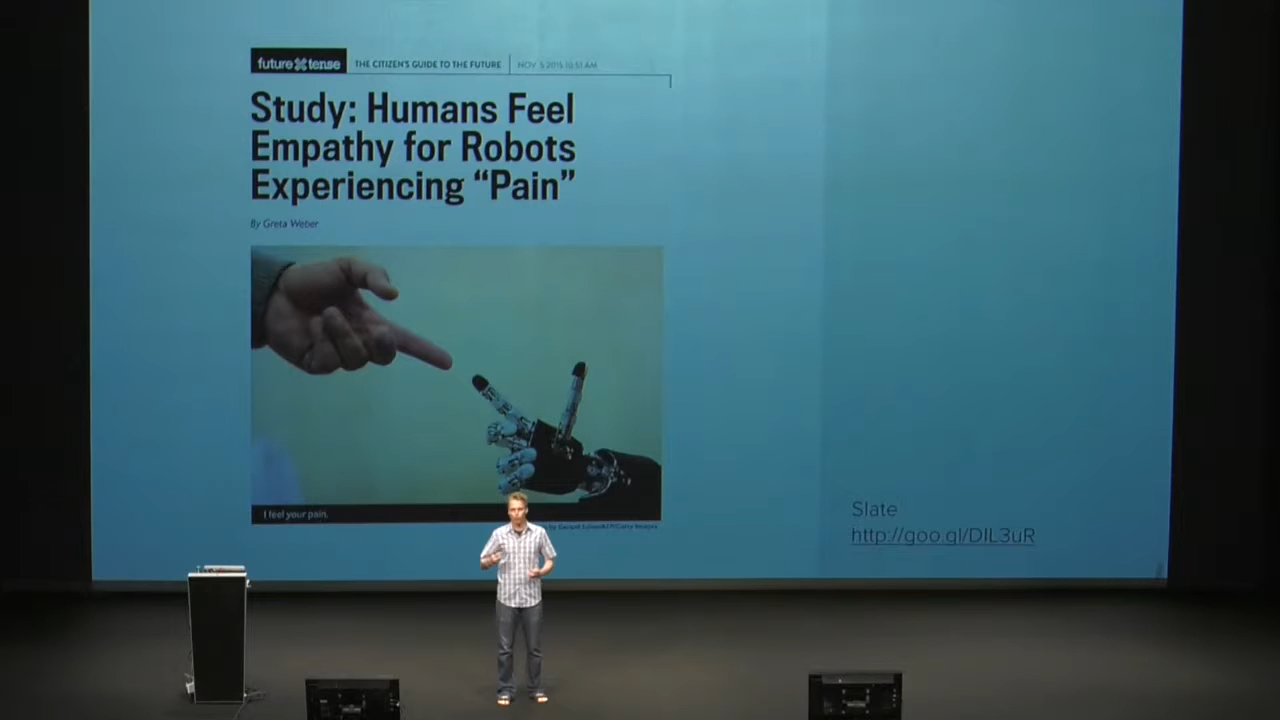 future tense
THE CITIZEN'S GUIDE TO THE FUTURE
NOV. 5 2015 10:51 AM
Study: Humans Feel
Empathy for Robots
Experiencing “Pain”
By Greta Weber
I feel your pain.
Slate
http://goo.gl/DIL3uR